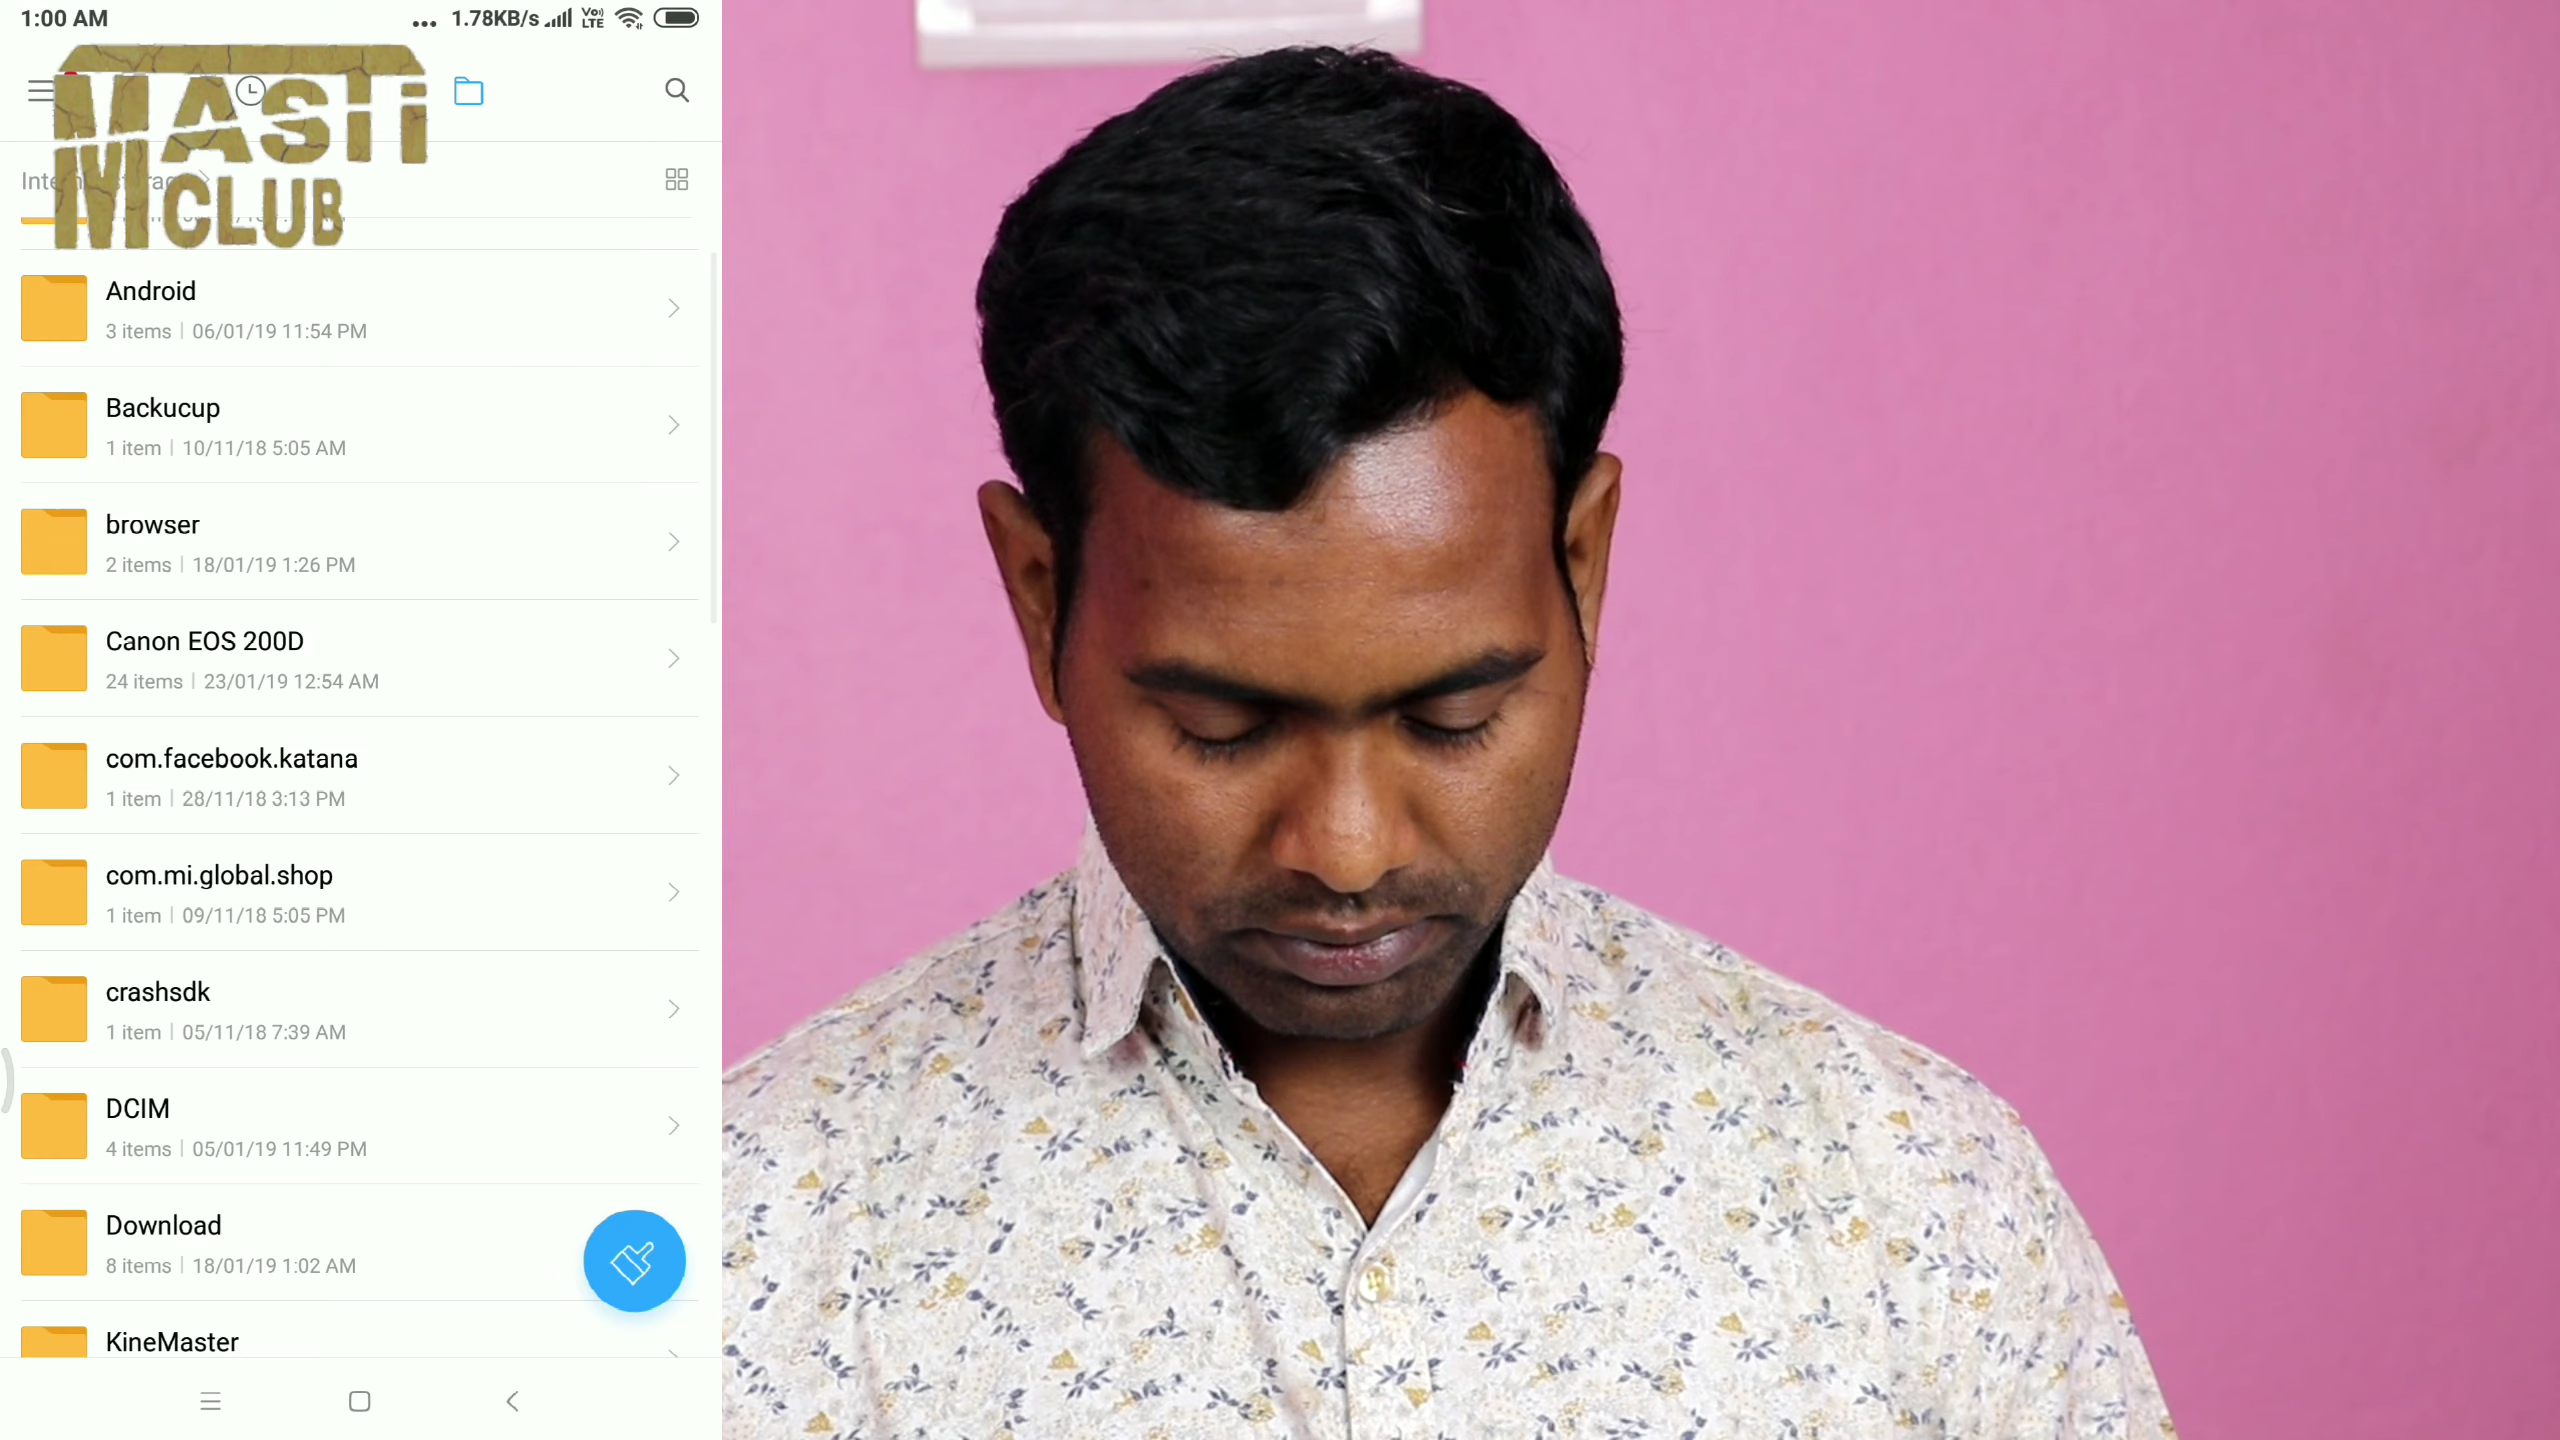 1:00 AM
... 1.78KB/s Vo) LTE
MASTi
M CLUB
Android
3 items | 06/01/19 11:54 PM
Backucup
1 item | 10/11/18 5:05 AM
browser
2 items | 18/01/19 1:26 PM
Canon EOS 200D
24 items | 23/01/19 12:54 AM
com.facebook.katana
1 item | 28/11/18 3:13 PM
com.mi.global.shop
1 item | 09/11/18 5:05 PM
crashsdk
1 item | 05/11/18 7:39 AM
DCIM
4 items | 05/01/19 11:49 PM
Download
8 items | 18/01/19 1:02 AM
KineMaster